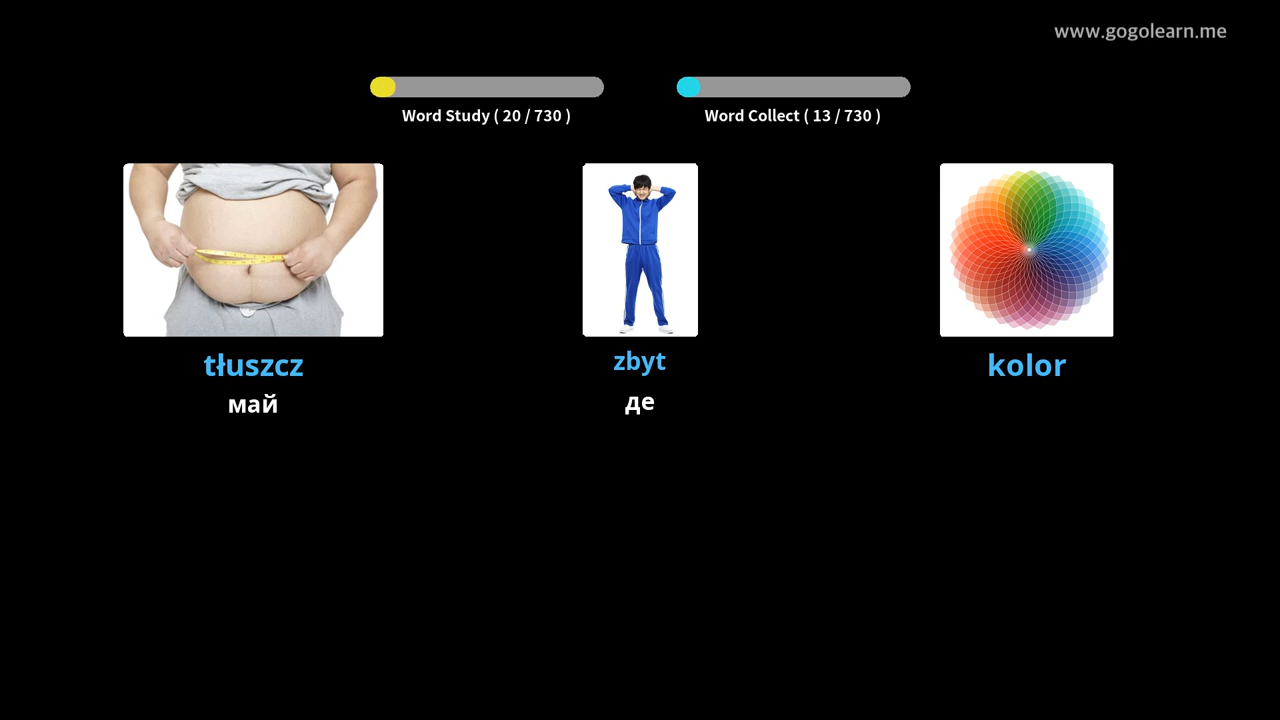 www.gogolearn.me
Word Study ( 20 / 730 )
Word Collect ( 13 / 730 )
tłuszcz
май
zbyt
де
kolor